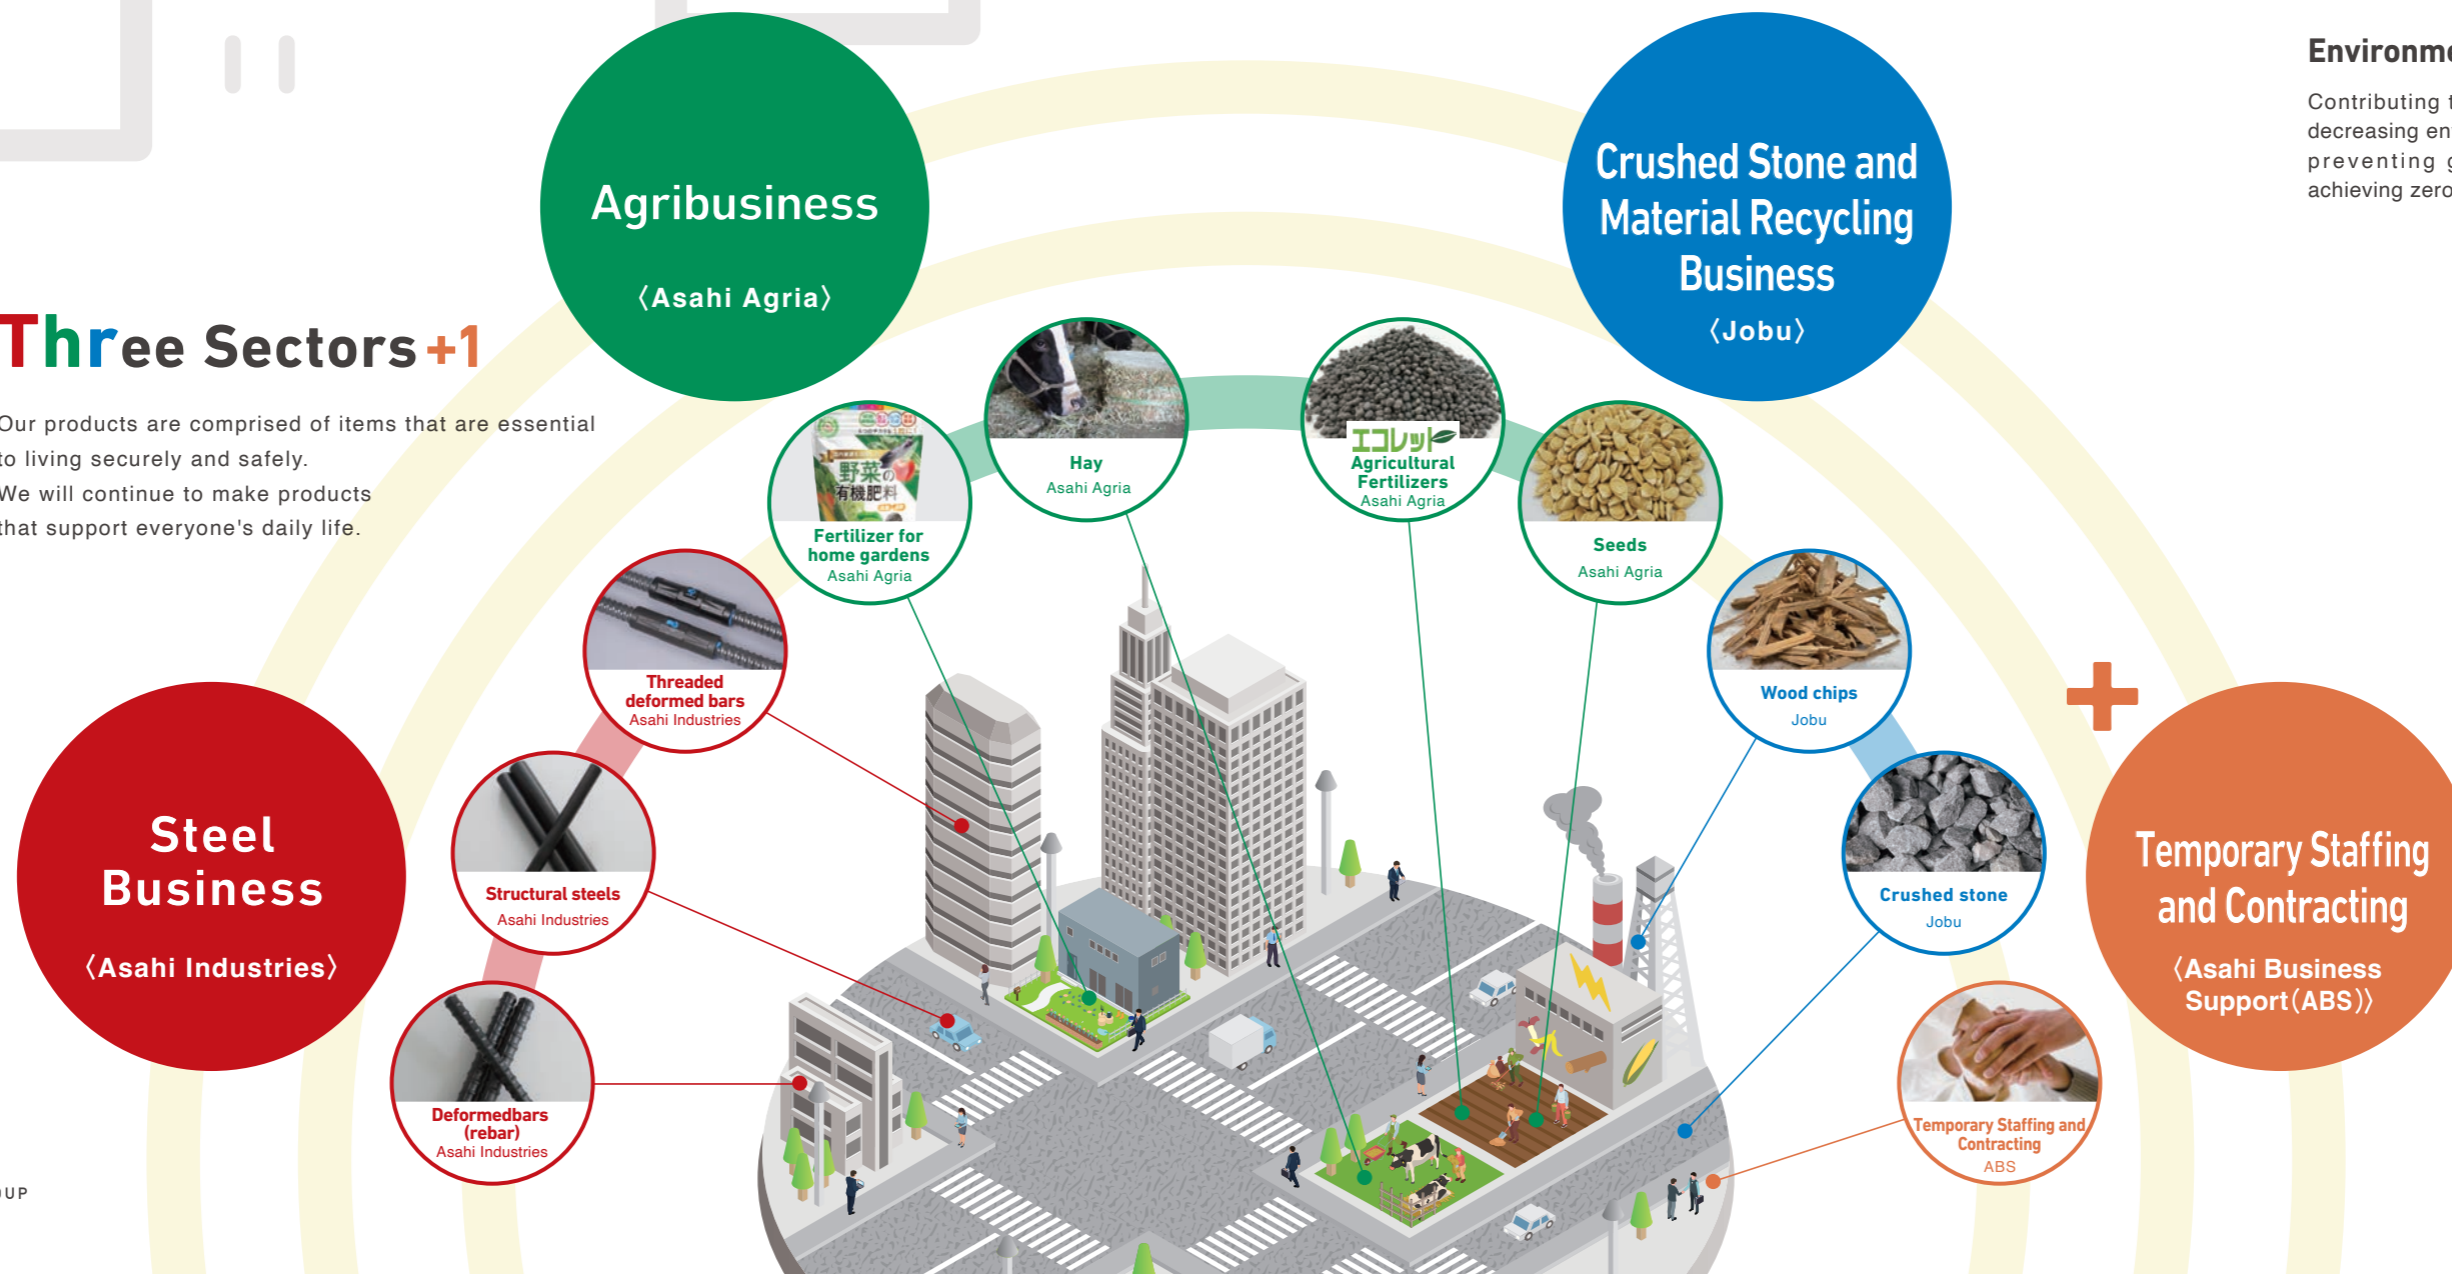 Three Sectors +1
Our products are comprised of items that are essential
to living securely and safely.
We will continue to make products
that support everyone's daily life.
Agribusiness
〈Asahi Agria〉
Crushed Stone and
Material Recycling
Business
〈Jobu〉
Contributing
decreasing
preventing
achieving zero
Steel
Business
〈Asahi Industries〉
Temporary Staffing
and Contracting
〈Asahi Business
Support(ABS)〉
野菜の
有機肥料
Fertilizer for
home gardens
Asahi Agria
Hay
Asahi Agria
エコレット
Agricultural
Fertilizers
Asahi Agria
Seeds
Asahi Agria
Threaded
deformed bars
Asahi Industries
Structural steels
Asahi Industries
Deformedbars
(rebar)
Asahi Industries
Wood chips
Jobu
Crushed stone
Jobu
Temporary Staffing and
Contracting
ABS